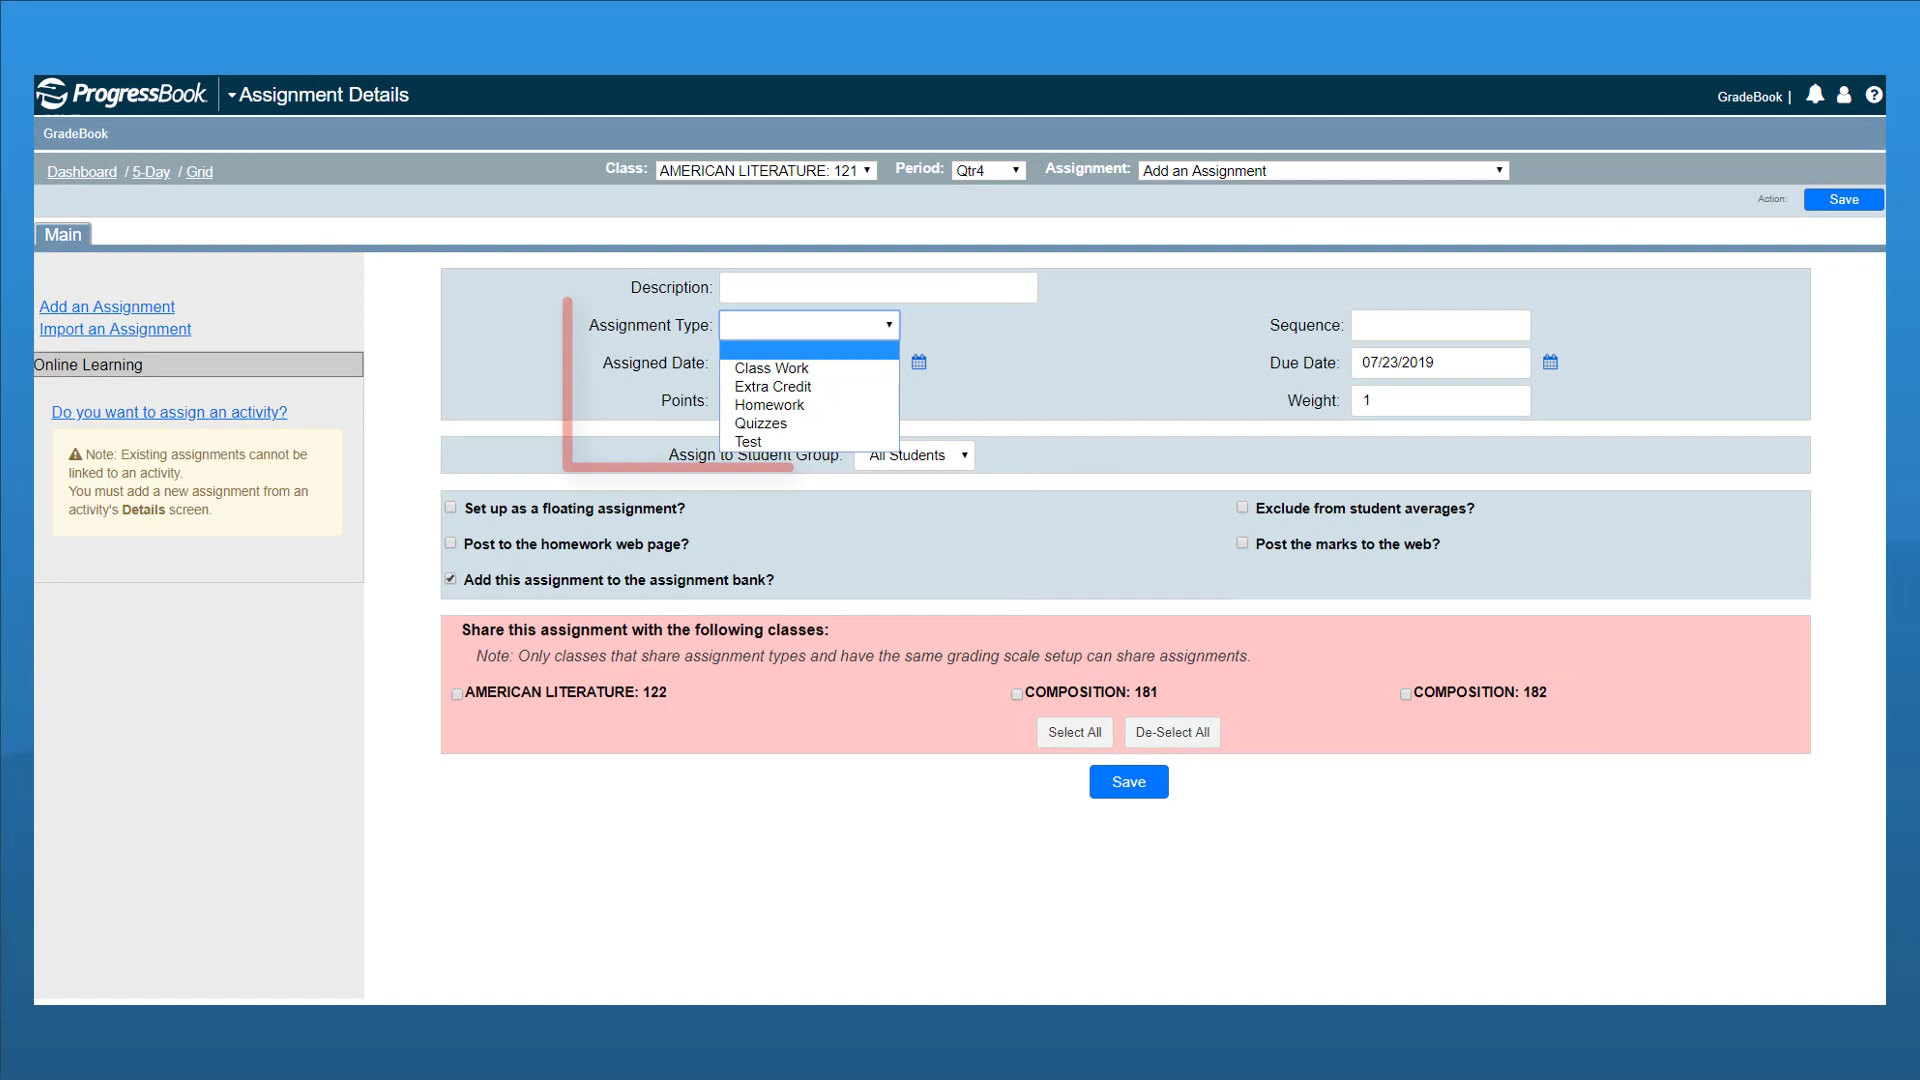 ProgressBook
Assignment Details
GradeBook |
GradeBook
Dashboard / 5-Day / Grid
Class: AMERICAN LITERATURE: 121
Period: Qtr4
Assignment: Add an Assignment
Action: Save
Main
Add an Assignment
Import an Assignment
Online Learning
Do you want to assign an activity?
Note: Existing assignments cannot be
linked to an activity.
You must add a new assignment from an
activity's Details screen.
Description:
Assignment Type:
Sequence:
Assigned Date:
Due Date: 07/23/2019
Points:
Weight: 1
Class Work
Extra Credit
Homework
Quizzes
Test
Assign to Student Group: All Students
Set up as a floating assignment?
Exclude from student averages?
Post to the homework web page?
Post the marks to the web?
Add this assignment to the assignment bank?
Share this assignment with the following classes:
Note: Only classes that share assignment types and have the same grading scale setup can share assignments.
AMERICAN LITERATURE: 122
COMPOSITION: 181
COMPOSITION: 182
Select All
De-Select All
Save